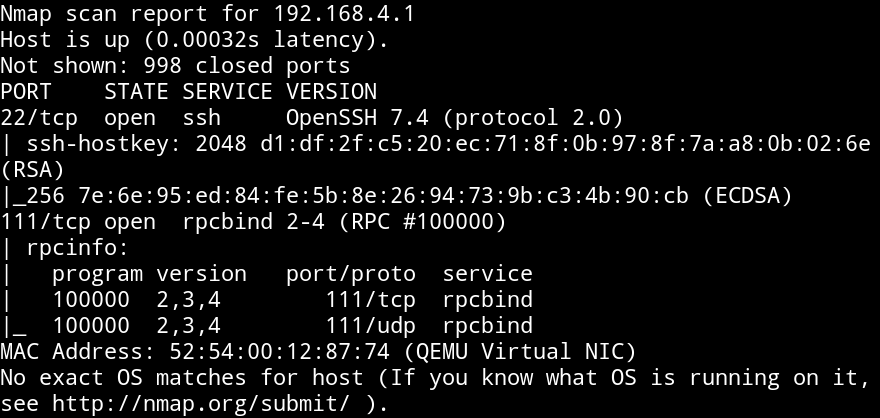 Nmap scan report for 192.168.4.1
Host is up (0.00032s latency).
Not shown: 998 closed ports
PORT    STATE SERVICE VERSION
22/tcp  open  ssh     OpenSSH 7.4 (protocol 2.0)
| ssh-hostkey: 2048 d1:df:2f:c5:20:ec:71:8f:0b:97:8f:7a:a8:0b:02:6e
(RSA)
|_256 7e:6e:95:ed:84:fe:5b:8e:26:94:73:9b:c3:4b:90:cb (ECDSA)
111/tcp open  rpcbind 2-4 (RPC #100000)
| rpcinfo:
|   program version   port/proto  service
|   100000  2,3,4        111/tcp  rpcbind
|_  100000  2,3,4        111/udp  rpcbind
MAC Address: 52:54:00:12:87:74 (QEMU Virtual NIC)
No exact OS matches for host (If you know what OS is running on it,
see http://nmap.org/submit/ ).